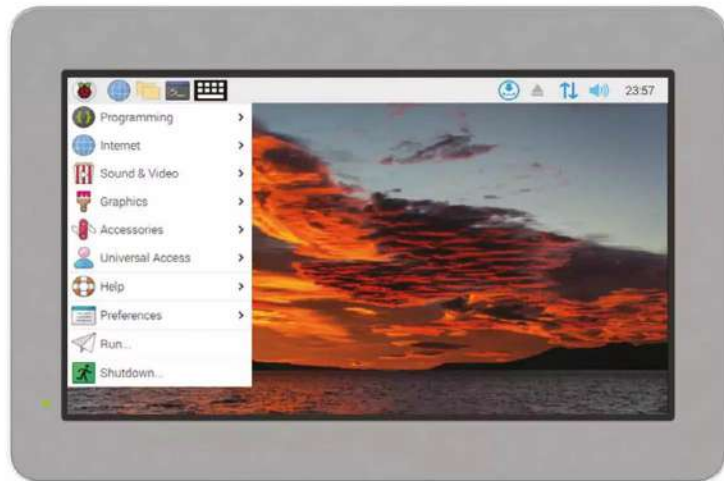 23:57
Programming
Internet
Sound & Video
Graphics
Accessories
Universal Access
Help
Preferences
Run...
Shutdown...